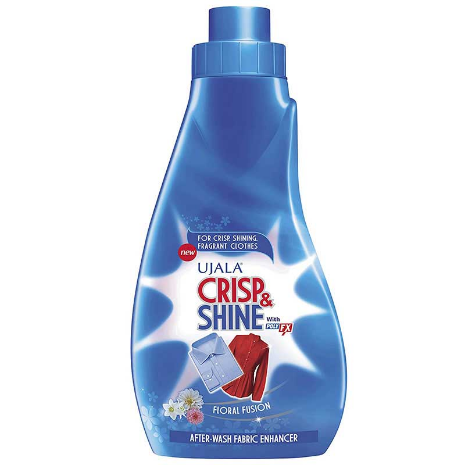 FOR CRISP, SHINING,
FRAGRANT CLOTHES
new
UJALA
CRISP &
SHINE
With
POLY FX
FLORAL FUSION
AFTER-WASH FABRIC ENHANCER